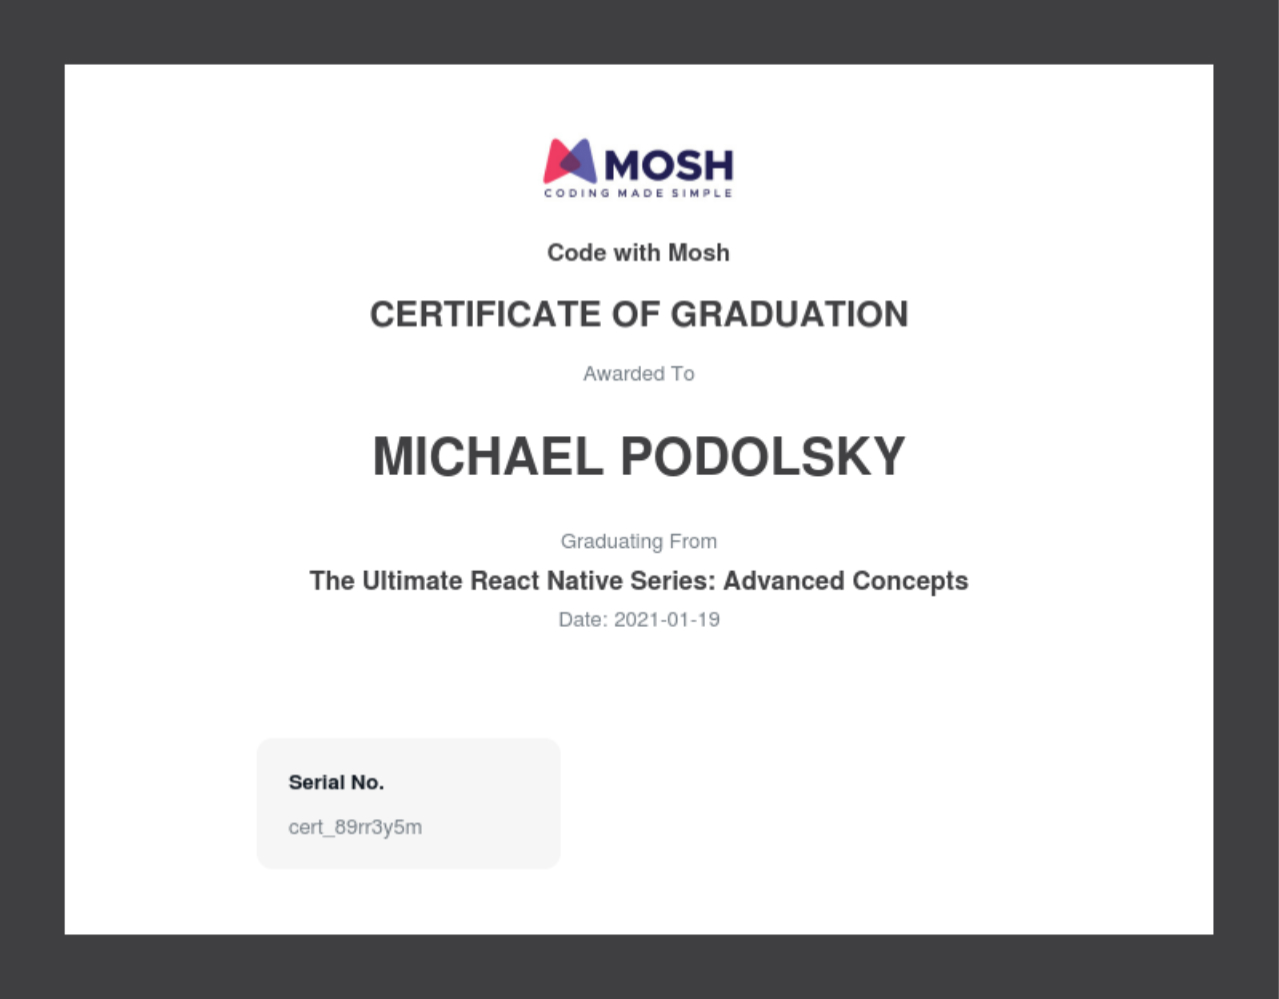 MOSH
CODING MADE SIMPLE
Code with Mosh
CERTIFICATE OF GRADUATION
Awarded To
MICHAEL PODOLSKY
Graduating From
The Ultimate React Native Series: Advanced Concepts
Date: 2021-01-19
Serial No.
cert_89rr3y5m